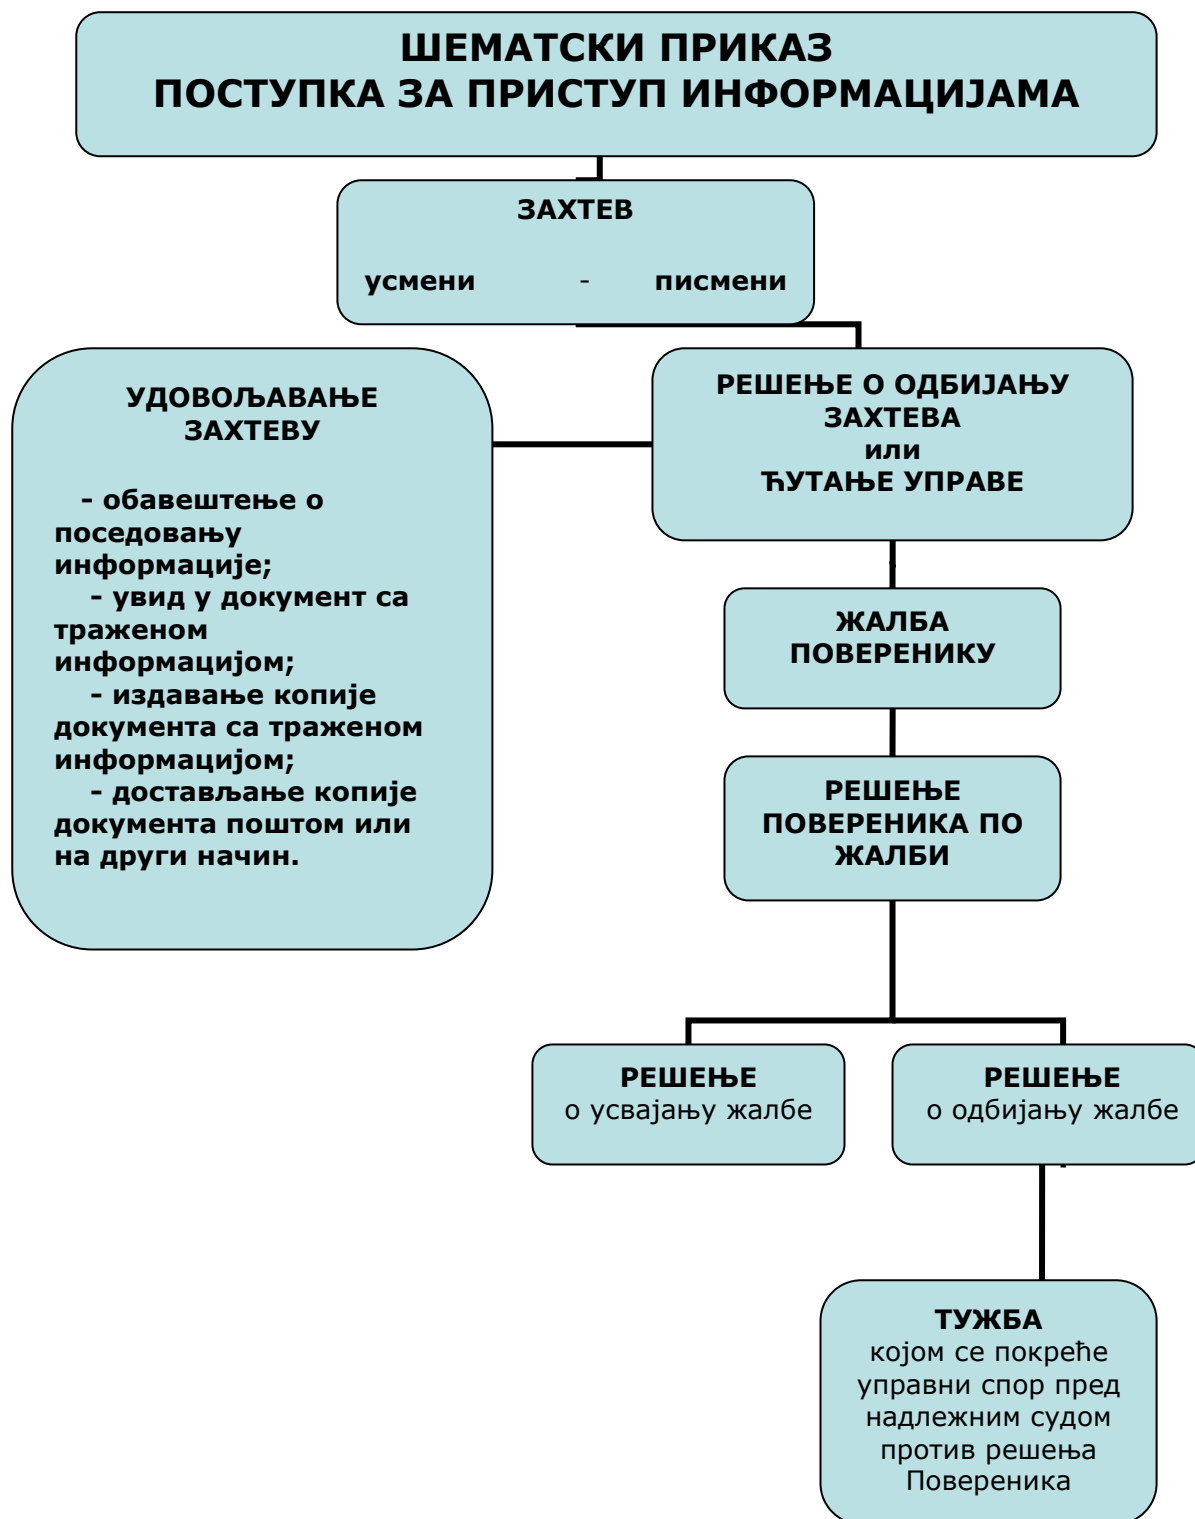 ШЕМАТСКИ ПРИКАЗ
ПОСТУПКА ЗА ПРИСТУП ИНФОРМАЦИЈАМА
ЗАХТЕВ
усмени - писмени
УДОВОЉАВАЊЕ
ЗАХТЕВУ
- обавештење о
поседовању
информације;
- увид у документ са
траженом
информацијом;
- издавање копије
документа са траженом
информацијом;
- достављање копије
документа поштом или
на други начин.
РЕШЕЊЕ О ОДБИЈАЊУ
ЗАХТЕВА
или
ЋУТАЊЕ УПРАВЕ
ЖАЛБА
ПОВЕРЕНИКУ
РЕШЕЊЕ
ПОВЕРЕНИКА ПО
ЖАЛБИ
РЕШЕЊЕ
о усвајању жалбе
РЕШЕЊЕ
о одбијању жалбе
ТУЖБА
којом се покреће
управни спор пред
надлежним судом
против решења
Повереника